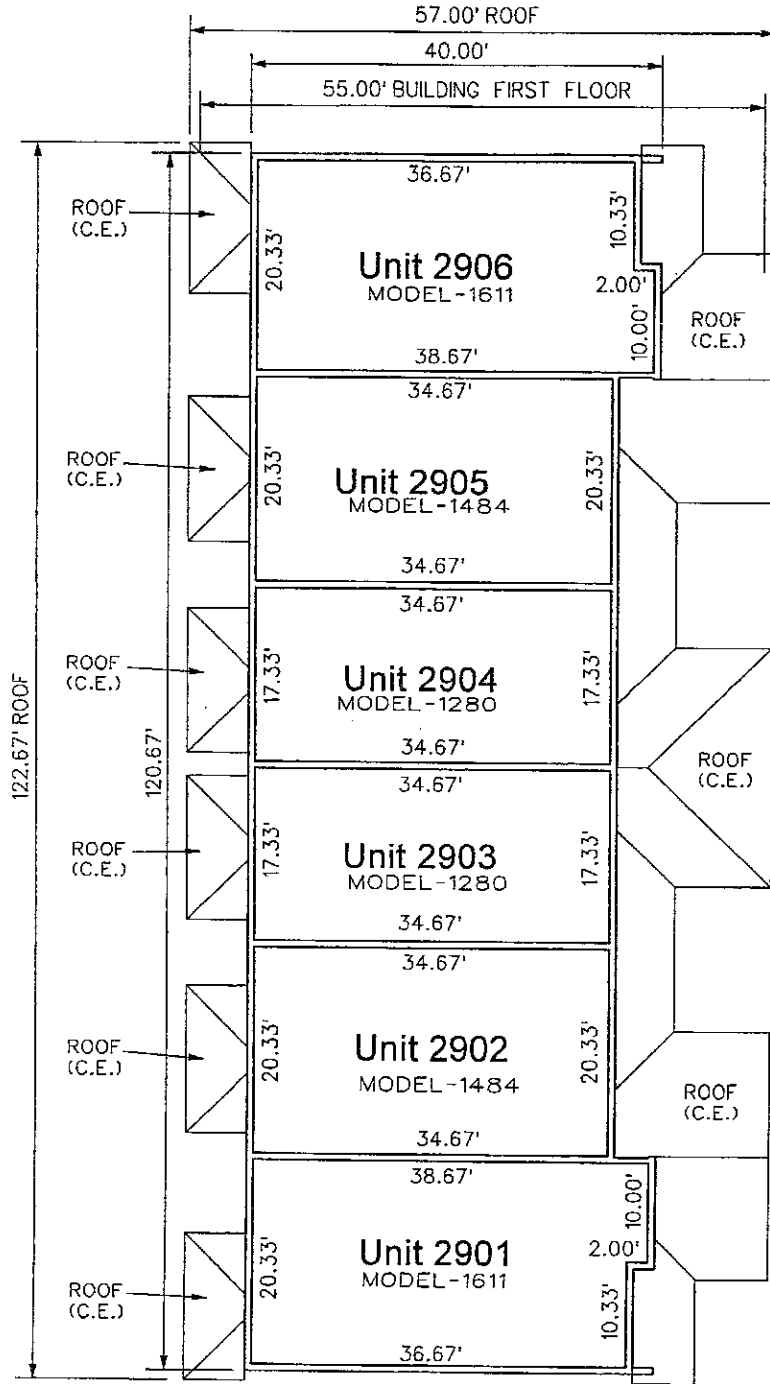 57.00' ROOF
40.00'
55.00' BUILDING FIRST FLOOR
122.67' ROOF
120.67'
ROOF
(C.E.)
36.67'
20.33'
10.33'
Unit 2906
MODEL-1611
2.00'
10.00'
38.67'
ROOF
(C.E.)
ROOF
(C.E.)
34.67'
20.33'
20.33'
Unit 2905
MODEL-1484
34.67'
ROOF
(C.E.)
34.67'
17.33'
17.33'
Unit 2904
MODEL-1280
34.67'
ROOF
(C.E.)
ROOF
(C.E.)
34.67'
17.33'
17.33'
Unit 2903
MODEL-1280
34.67'
ROOF
(C.E.)
34.67'
20.33'
20.33'
Unit 2902
MODEL-1484
34.67'
ROOF
(C.E.)
ROOF
(C.E.)
38.67'
20.33'
10.00'
Unit 2901
MODEL-1611
2.00'
10.33'
36.67'